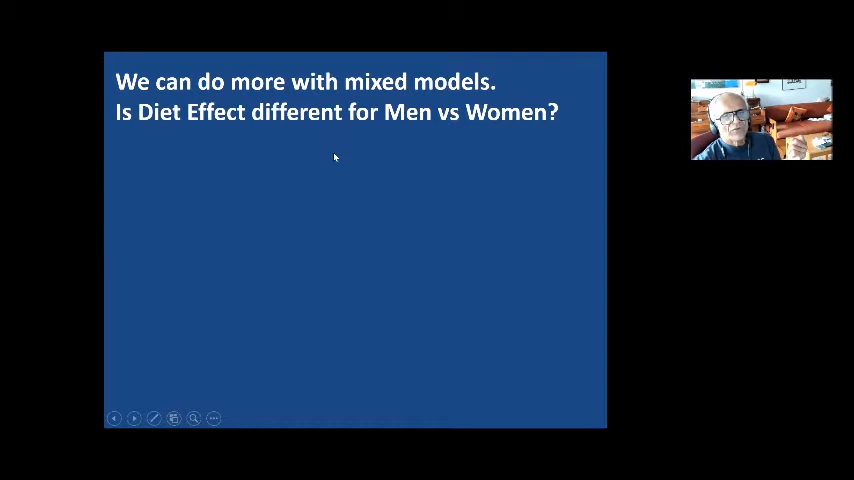 We can do more with mixed models.
Is Diet Effect different for Men vs Women?